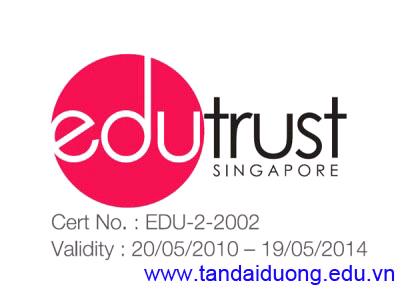 edutrust
SINGAPORE
Cert No. : EDU-2-2002
Validity : 20/05/2010 – 19/05/2014
www.tandaiduong.edu.vn